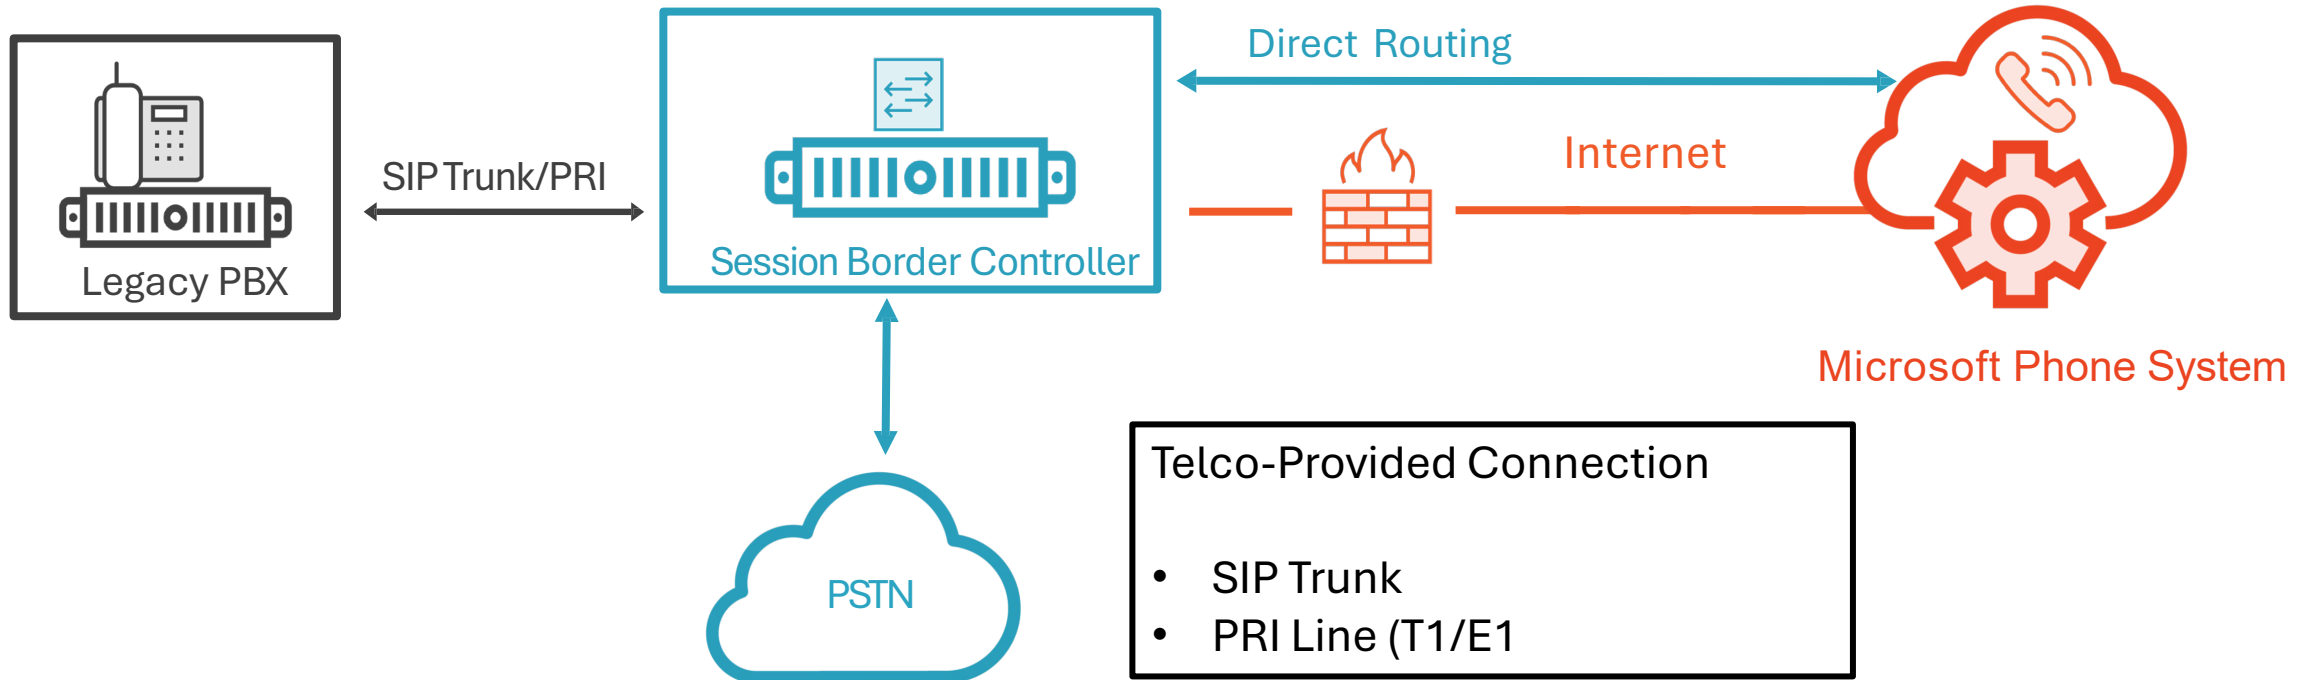 Direct Routing
Internet
SIP Trunk/PRI
Session Border Controller
Legacy PBX
Microsoft Phone System
Telco-Provided Connection
• SIP Trunk
PSTN
• PRI Line (T1/E1